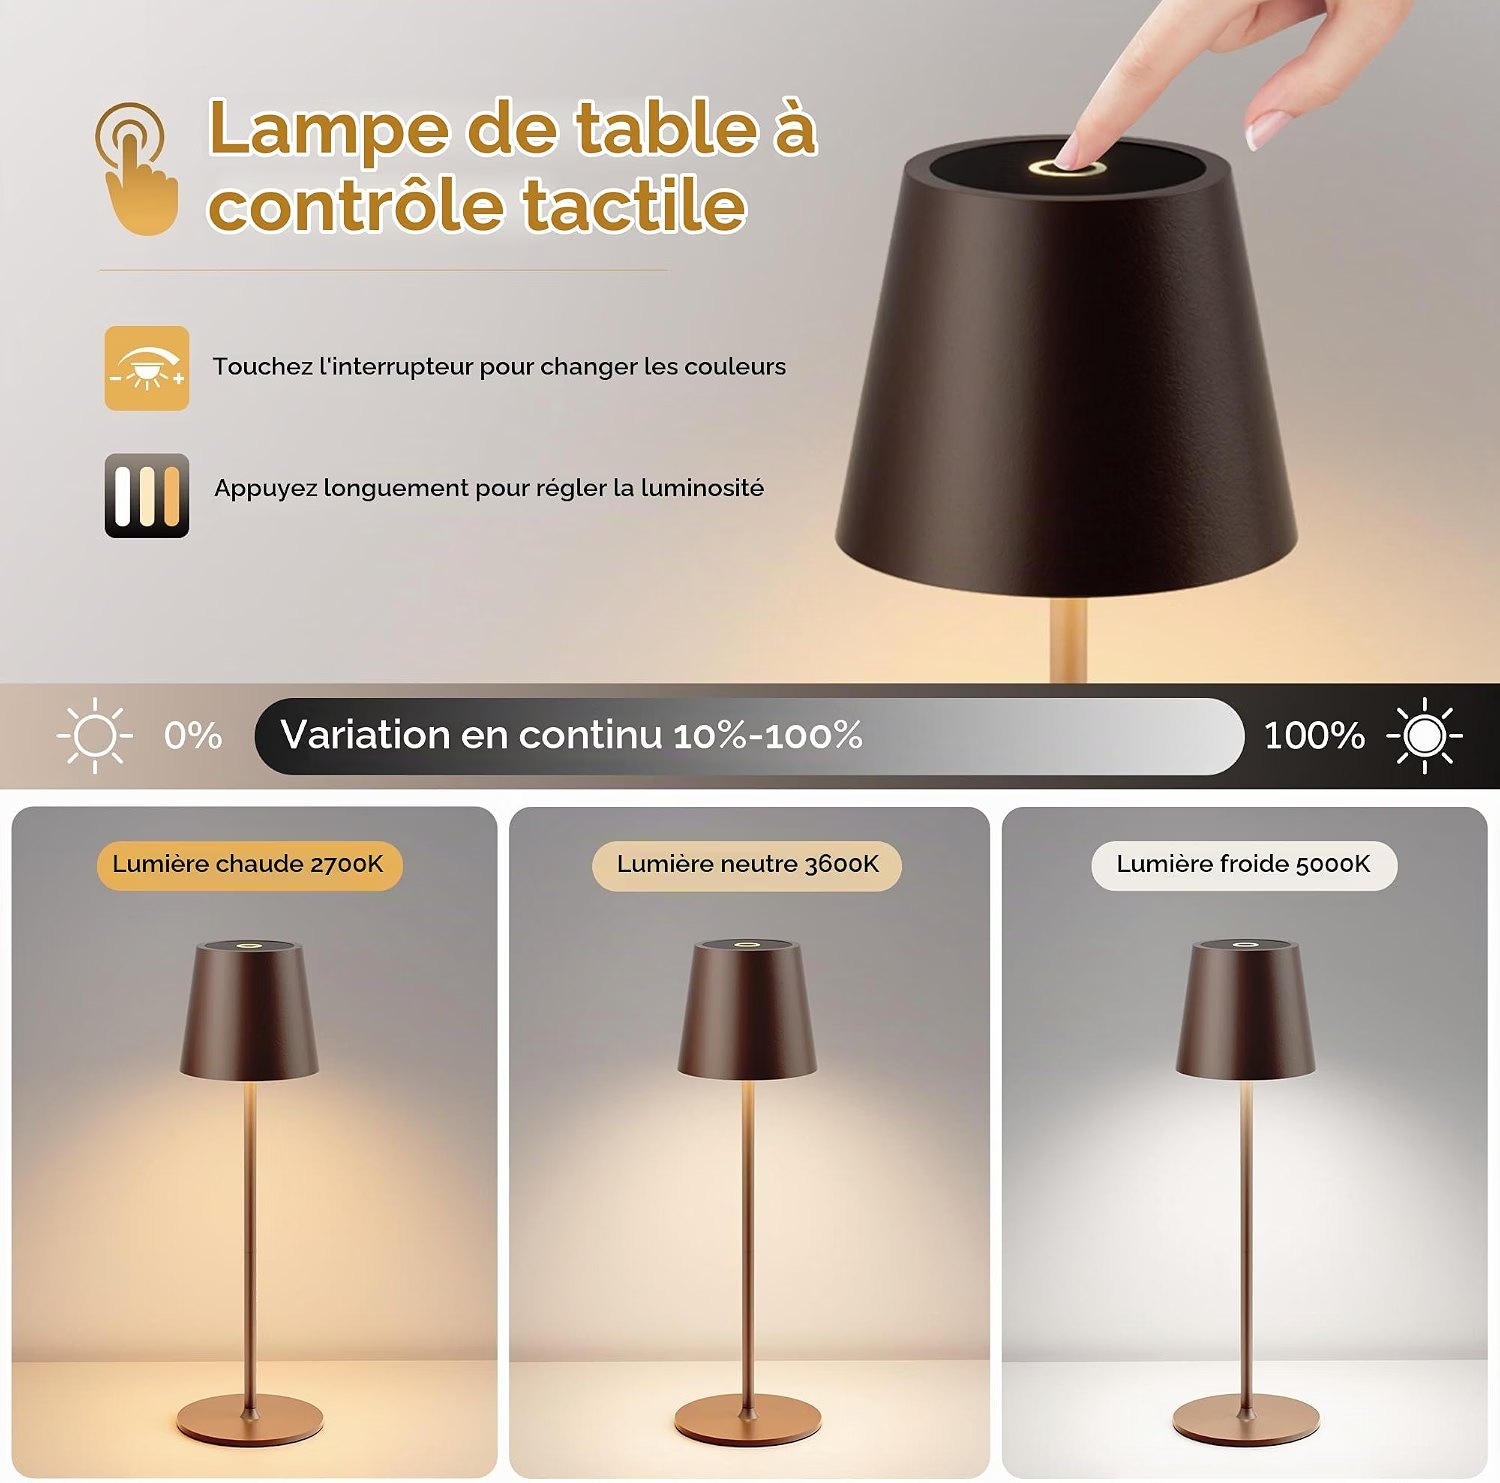 Lampe de table à
contrôle tactile
Touchez l'interrupteur pour changer les couleurs
Appuyez longuement pour régler la luminosité
0% Variation en continu 10%-100% 100%
Lumière chaude 2700K
Lumière neutre 3600K
Lumière froide 5000K